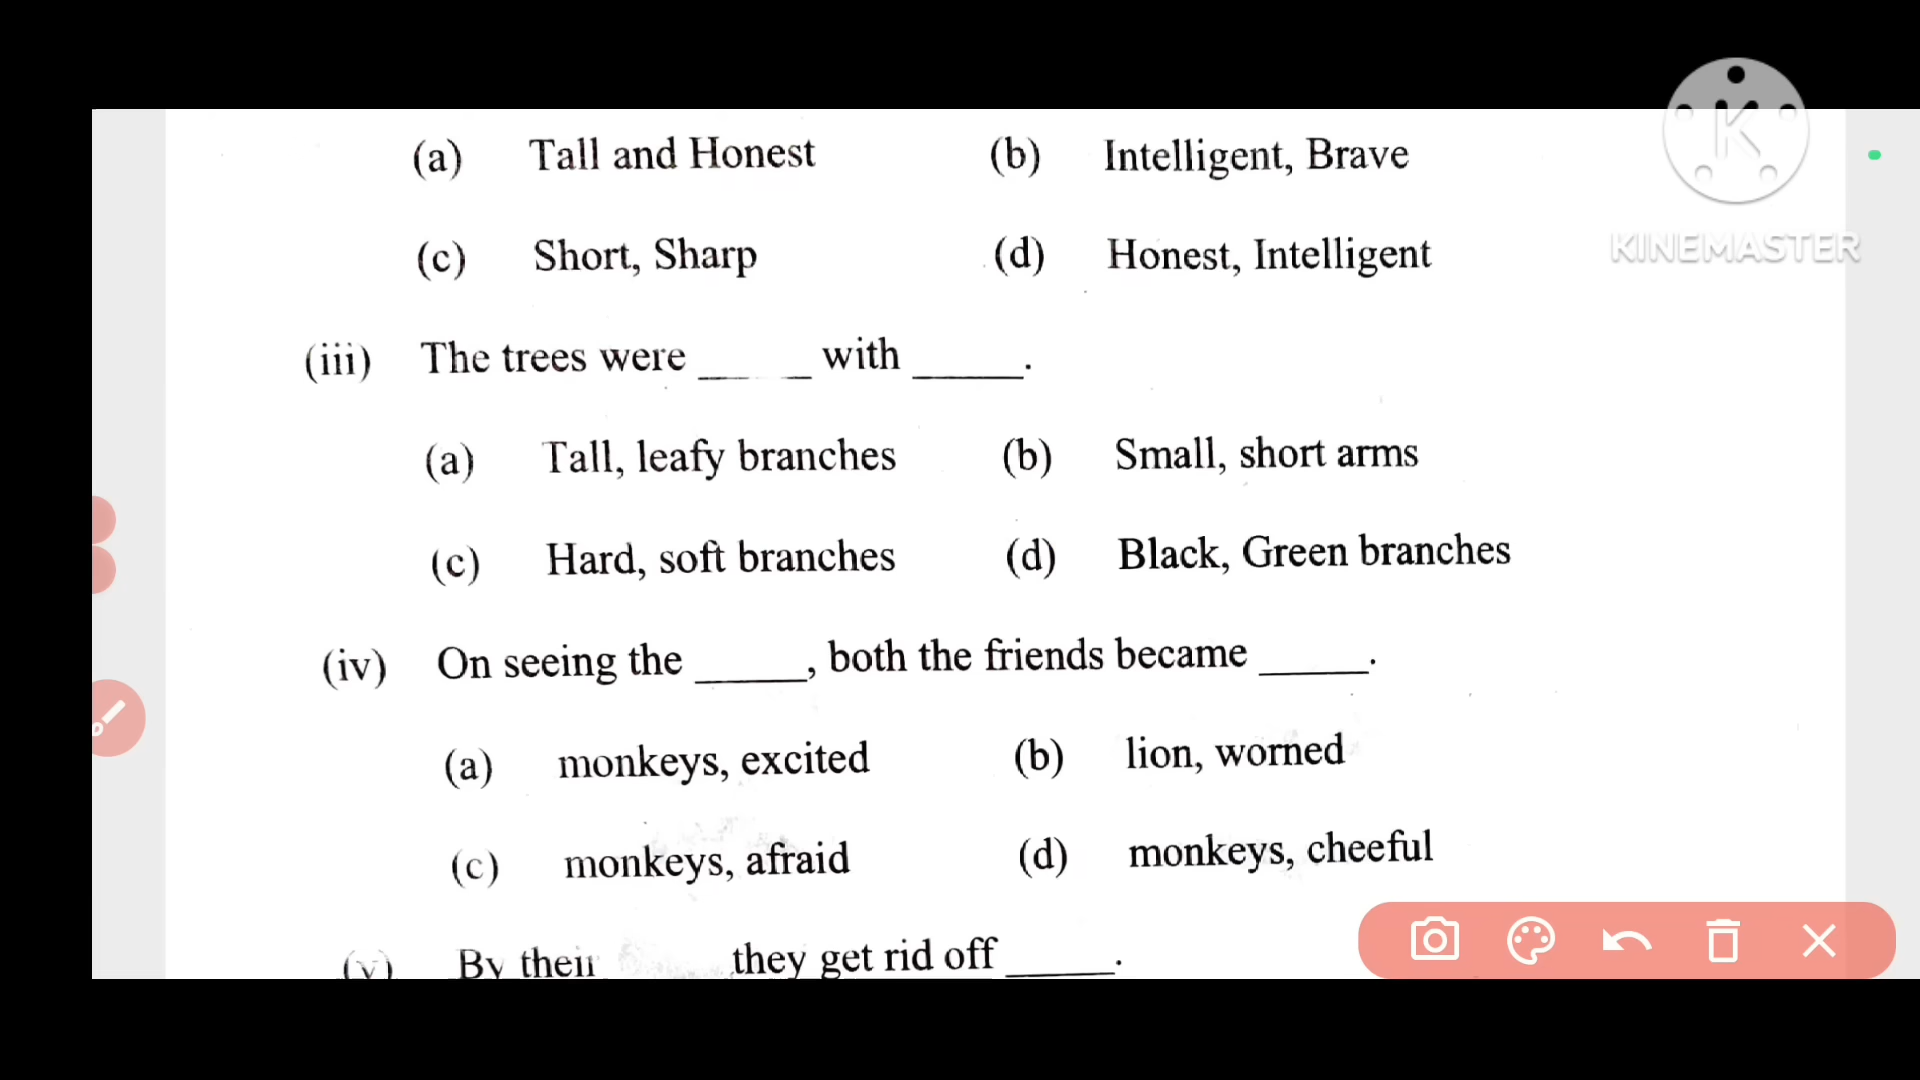 (a) Tall and Honest (b) Intelligent, Brave
KINEMASTER
(c) Short, Sharp (d) Honest, Intelligent
(iii) The trees were _____ with _____.
(a) Tall, leafy branches (b) Small, short arms
(c) Hard, soft branches (d) Black, Green branches
(iv) On seeing the _____, both the friends became _____.
(a) monkeys, excited (b) lion, worned
(c) monkeys, afraid (d) monkeys, cheeful
(v) By their they get rid off _____.